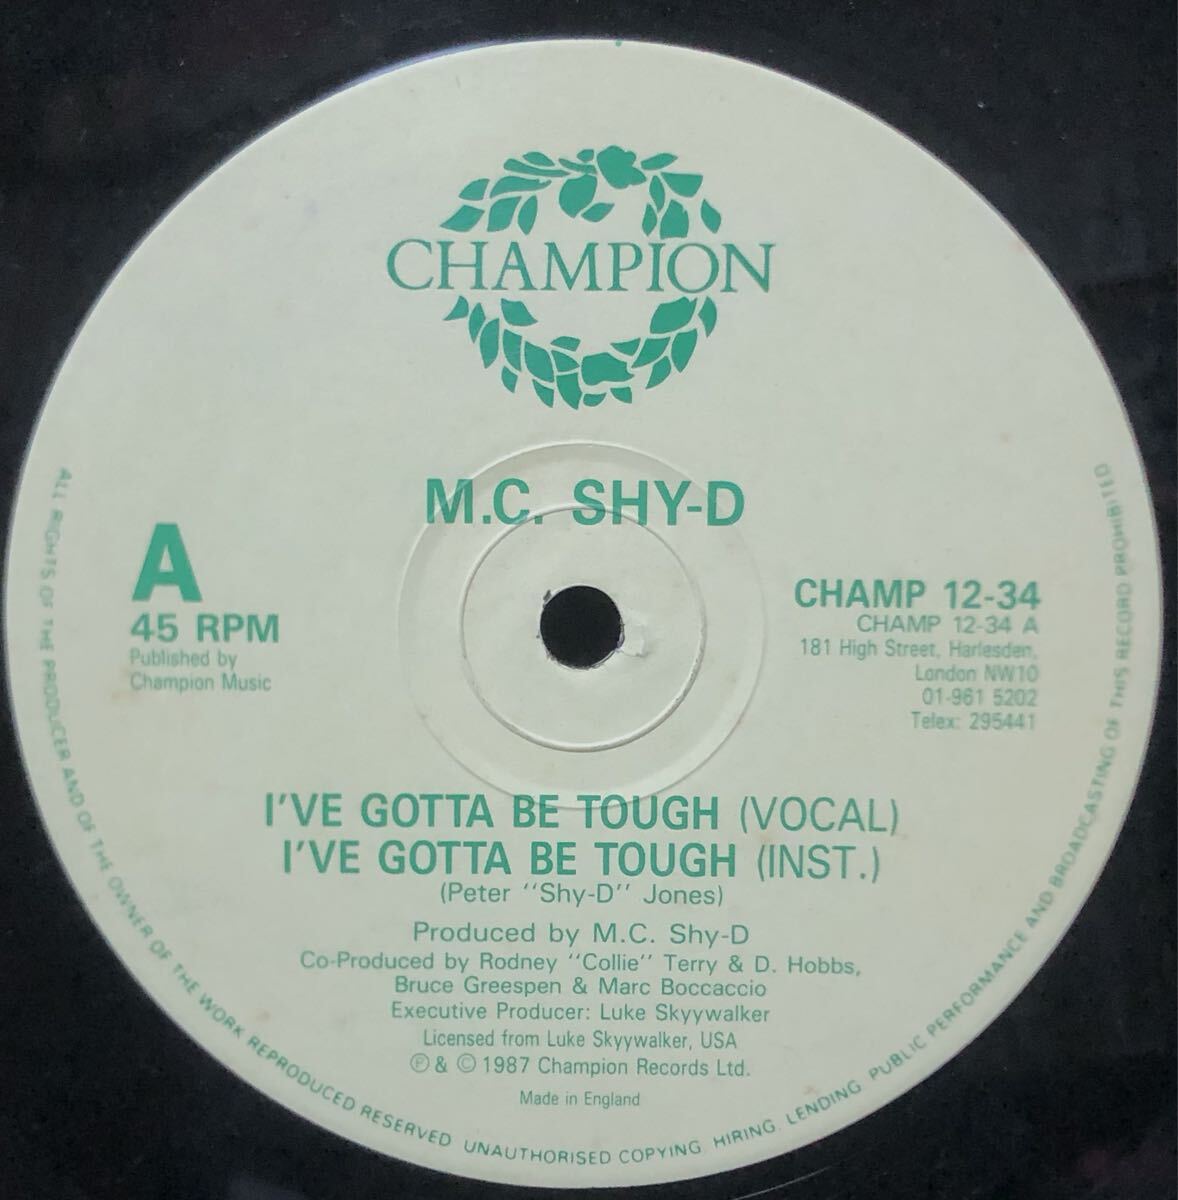 CHAMPION
M.C. SHY-D
A
45 RPM
Published by
Champion Music
CHAMP 12-34
CHAMP 12-34 A
181 High Street, Harlesden,
London NW10
01-961 5202
Telex: 295441
I'VE GOTTA BE TOUGH (VOCAL)
I'VE GOTTA BE TOUGH (INST.)
(Peter "Shy-D" Jones)
Produced by M.C. Shy-D
Co-Produced by Rodney "Collie" Terry & D. Hobbs,
Bruce Greespen & Marc Boccaccio
Executive Producer: Luke Skyywalker
Licensed from Luke Skyywalker, USA
℗ & © 1987 Champion Records Ltd.
Made in England
ALL RIGHTS OF THE PRODUCER AND OF THE OWNER OF THE WORK REPRODUCED RESERVED UNAUTHORISED COPYING, HIRING, LENDING, PUBLIC PERFORMANCE AND BROADCASTING OF THIS RECORD PROHIBITED